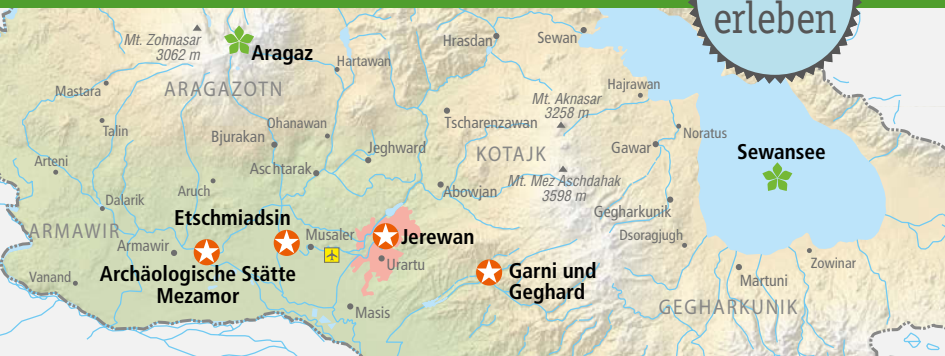 erleben
Mt. Zohnasar
3062 m
Aragaz
Hrasdan
Sewan
Hartawan
Mastara
ARAGAZOTN
Hajrawan
Mt. Aknasar
3258 m
Talin
Ohanawan
Bjurakan
Tscharenzawan
Noratus
Jeghward
KOTAJK
Gawar
Sewansee
Arteni
Aschtarak
Mt. Mez Aschdahak
3598 m
Aruch
Abowjan
Dalarik
Etschmiadsin
Gegharkunik
ARMAWIR
Armawir
Musaler
Jerewan
Dsoragjugh
Urartu
Zowinar
Vanand
Archäologische Stätte
Mezamor
Garni und
Geghard
Martuni
Masis
GEGHARKUNIK